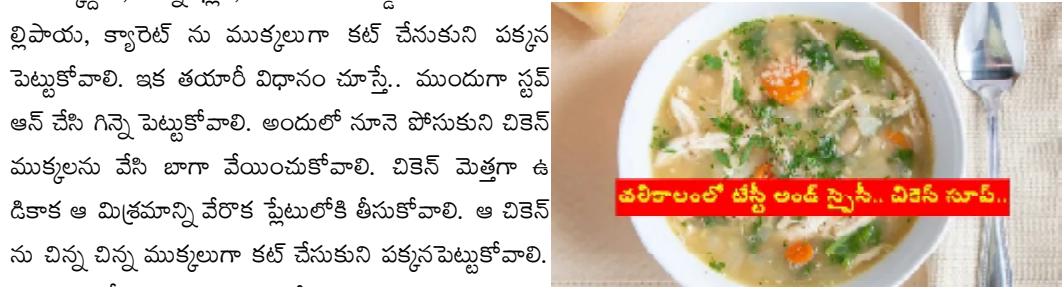 ల్లిపాయ, క్యారెట్ ను ముక్కలుగా కట్ చేసుకుని పక్కన
పెట్టుకోవాలి. ఇక తయారీ విధానం చూస్తే.. ముందుగా స్టవ్
ఆన్ చేసి గిన్నె పెట్టుకోవాలి. అందులో నూనె పోసుకుని చికెన్
ముక్కలను వేసి బాగా వేయించుకోవాలి. చికెన్ మెత్తగా ఉ
డికాక ఆ మిశ్రమాన్ని వేరొక ప్లేటులోకి తీసుకోవాలి. ఆ చికెన్
ను చిన్న చిన్న ముక్కలుగా కట్ చేసుకుని పక్కనపెట్టుకోవాలి.
చలికాలంలో టేస్టీ అండ్ స్పైసీ.. చికెన్ సూప్..